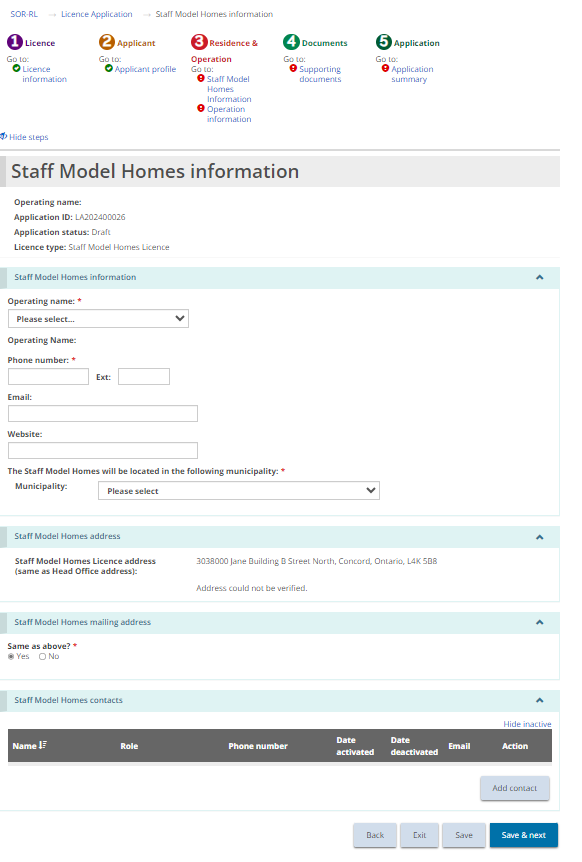 SOR-RL → Licence Application → Staff Model Homes information
1 Licence
Go to:
Licence information
2 Applicant
Go to:
Applicant profile
3 Residence & Operation
Go to:
Staff Model Homes Information
Operation information
4 Documents
Go to:
Supporting documents
5 Application
Go to:
Application summary
Hide steps
Staff Model Homes information
Operating name:
Application ID: LA202400026
Application status: Draft
Licence type: Staff Model Homes Licence
Staff Model Homes information
Operating name: *
Please select...
Operating Name:
Phone number: *
Ext:
Email:
Website:
The Staff Model Homes will be located in the following municipality: *
Municipality: Please select
Staff Model Homes address
Staff Model Homes Licence address (same as Head Office address): 3038000 Jane Building B Street North, Concord, Ontario, L4K 5B8
Address could not be verified.
Staff Model Homes mailing address
Same as above? *
Yes No
Staff Model Homes contacts
Hide inactive
Name Role Phone number Date activated Date deactivated Email Action
Add contact
Back Exit Save Save & next